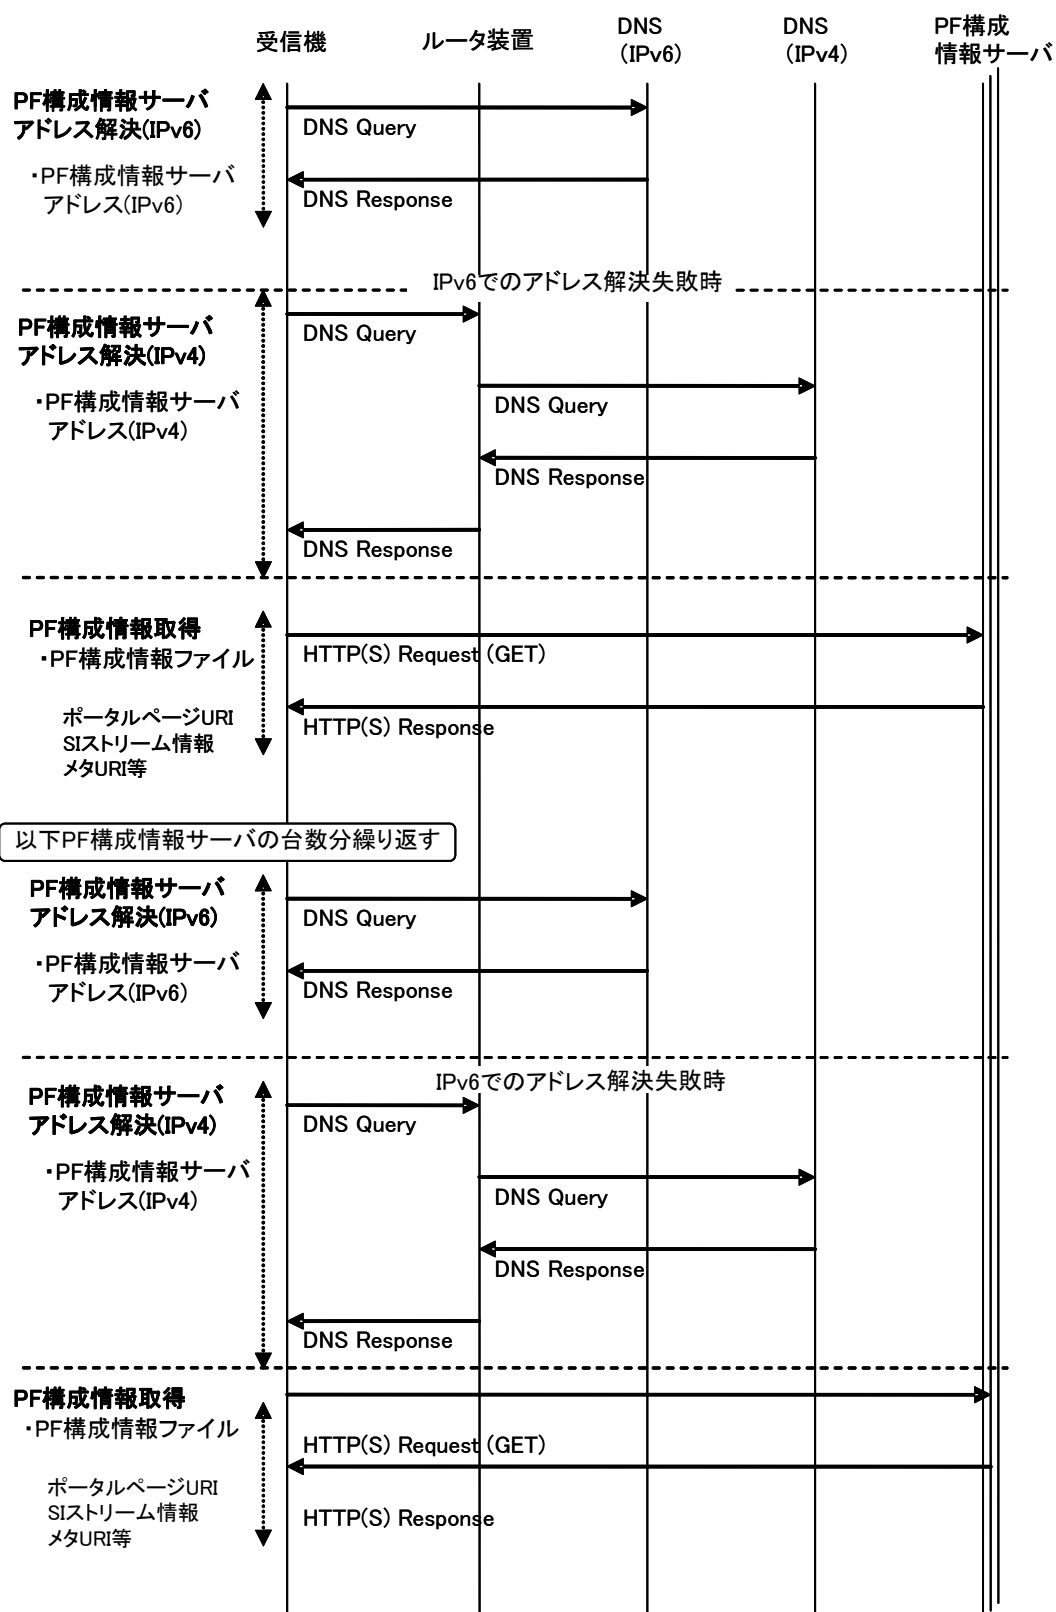 受信機
ルータ装置
DNS
(IPv6)
DNS
(IPv4)
PF構成
情報サーバ
PF構成情報サーバ
アドレス解決(IPv6)
DNS Query
・PF構成情報サーバ
アドレス(IPv6)
DNS Response
IPv6でのアドレス解決失敗時
PF構成情報サーバ
アドレス解決(IPv4)
DNS Query
・PF構成情報サーバ
アドレス(IPv4)
DNS Query
DNS Response
DNS Response
PF構成情報取得
・PF構成情報ファイル
HTTP(S) Request (GET)
ポータルページURI
SIストリーム情報
メタURI等
HTTP(S) Response
以下PF構成情報サーバの台数分繰り返す
PF構成情報サーバ
アドレス解決(IPv6)
DNS Query
・PF構成情報サーバ
アドレス(IPv6)
DNS Response
IPv6でのアドレス解決失敗時
PF構成情報サーバ
アドレス解決(IPv4)
DNS Query
・PF構成情報サーバ
アドレス(IPv4)
DNS Query
DNS Response
DNS Response
PF構成情報取得
・PF構成情報ファイル
HTTP(S) Request (GET)
ポータルページURI
SIストリーム情報
メタURI等
HTTP(S) Response